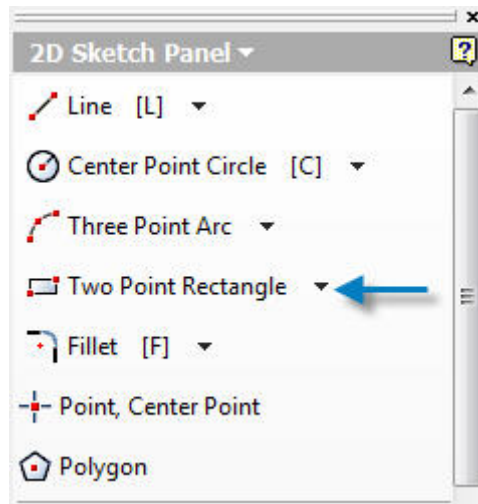 2D Sketch Panel
Line [L]
Center Point Circle [C]
Three Point Arc
Two Point Rectangle
Fillet [F]
Point, Center Point
Polygon